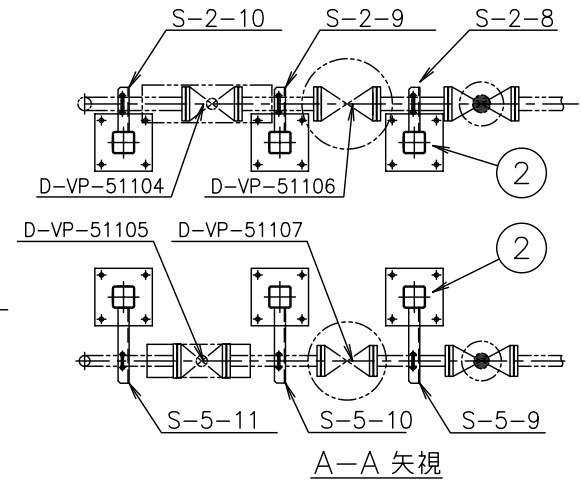 S-2-10 S-2-9 S-2-8
D-VP-51104 D-VP-51106 2
D-VP-51105 D-VP-51107 2
S-5-11 S-5-10 S-5-9
A-A 矢視